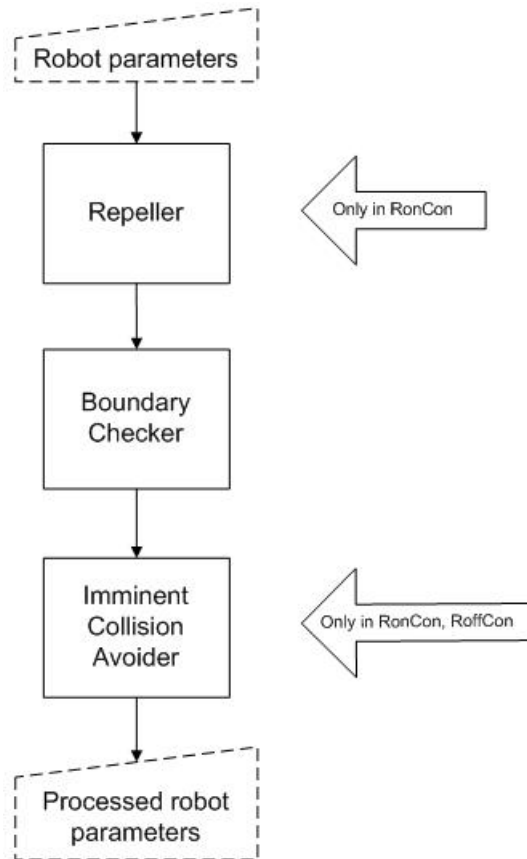 Robot parameters
Repeller
Only in RonCon
Boundary
Checker
Imminent
Collision
Avoider
Only in RonCon, RoffCon
Processed robot
parameters